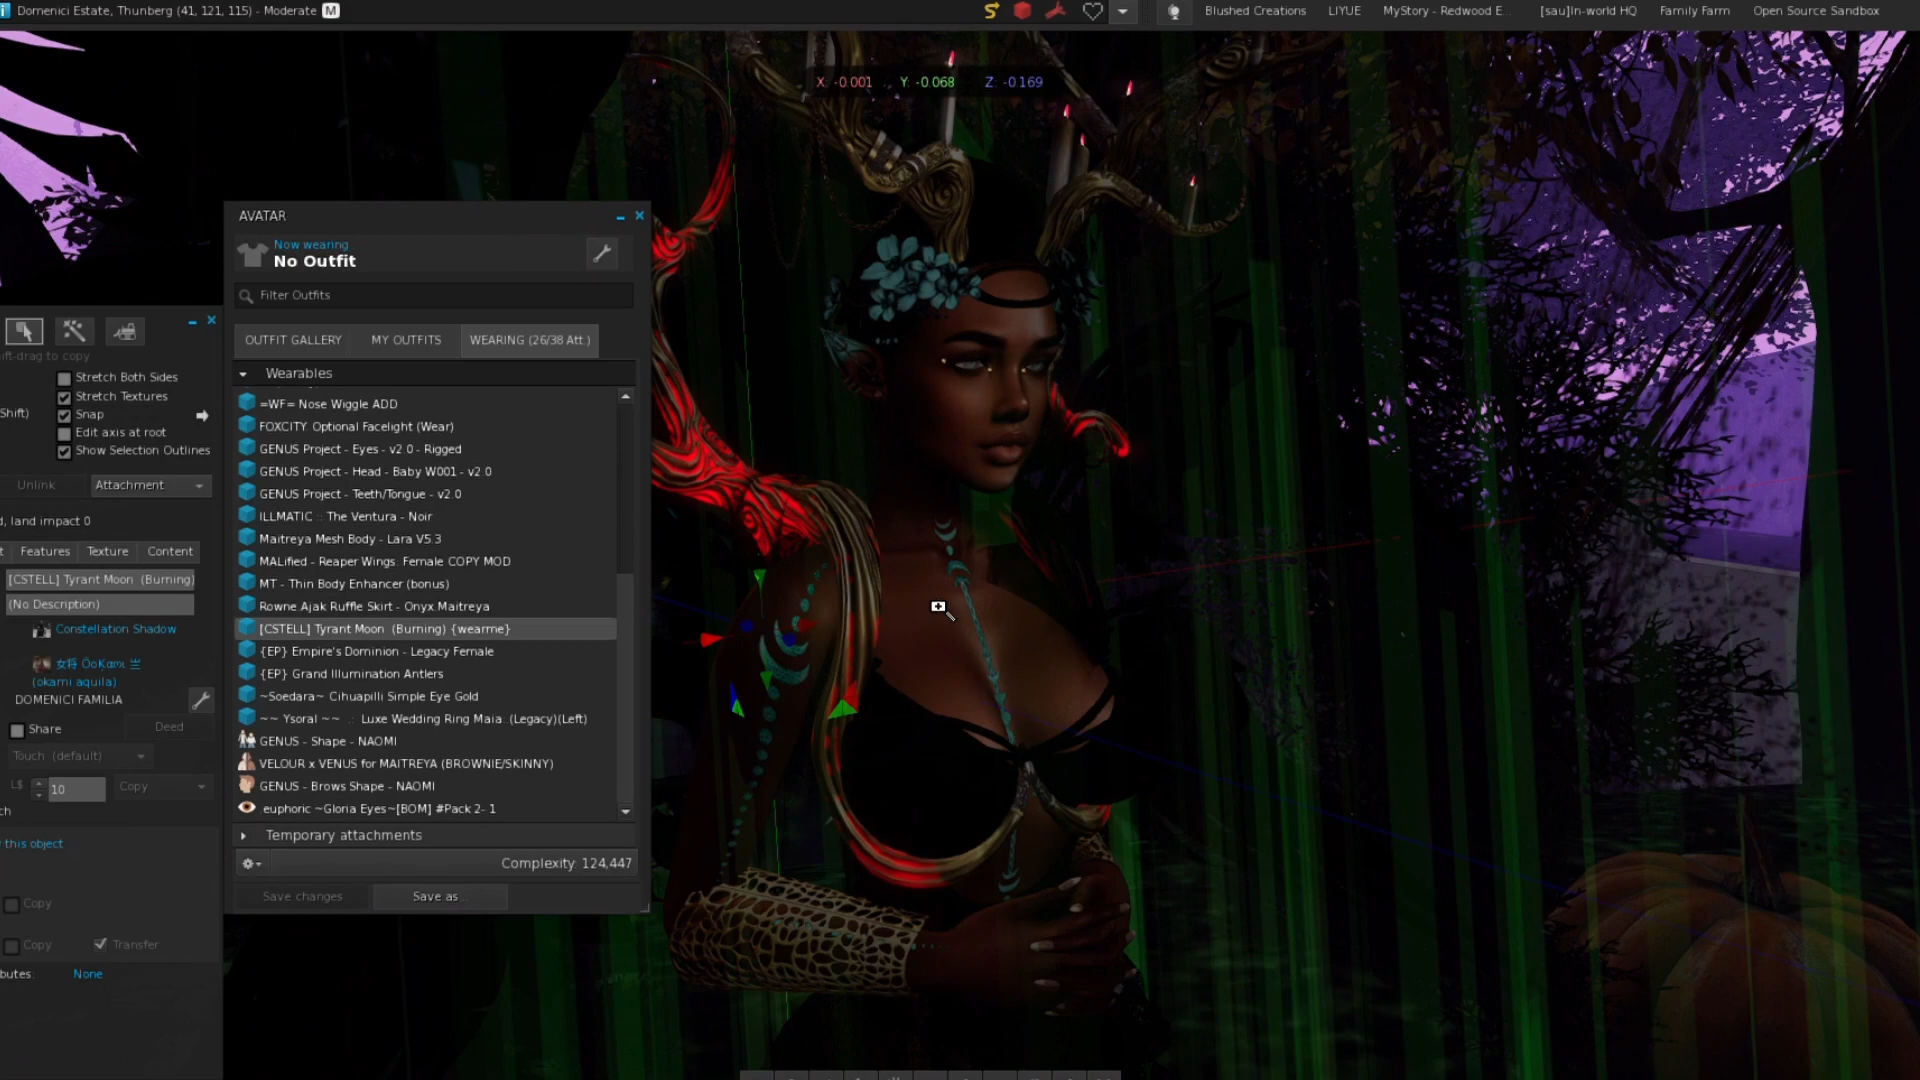 Domenici Estate, Thunberg (41, 121, 115) - Moderate M
Blushed Creations LIYUE MyStory - Redwood E... [sau]In-world HQ Family Farm Open Source Sandbox
X: -0.001 Y: -0.068 Z: -0.169
AVATAR
Now wearing
No Outfit
Filter Outfits
OUTFIT GALLERY MY OUTFITS WEARING (26/38 Att.)
Wearables
=WF= Nose Wiggle ADD
FOXCITY. Optional Facelight (Wear)
GENUS Project - Eyes - v2.0 - Rigged
GENUS Project - Head - Baby W001 - v2.0
GENUS Project - Teeth/Tongue - v2.0
ILLMATIC :: The Ventura - Noir
Maitreya Mesh Body - Lara V5.3
MALified - Reaper Wings: Female COPY MOD
MT - Thin Body Enhancer (bonus)
Rowne.Ajak Ruffle Skirt - Onyx.Maitreya
[CSTELL] Tyrant Moon (Burning) {wearme}
{EP} Empire's Dominion - Legacy Female
{EP} Grand Illumination Antlers
~Soedara~ Cihuapilli Simple Eye Gold
~~ Ysoral ~~ .: Luxe Wedding Ring Maia..(Legacy)(Left)
GENUS - Shape - NAOMI
VELOUR x VENUS for MAITREYA (BROWNIE/SKINNY)
GENUS - Brows Shape - NAOMI
euphoric ~Gloria Eyes~[BOM] #Pack 2- 1
Temporary attachments
Complexity: 124,447
Save changes Save as...
ift-drag to copy
Stretch Both Sides
Stretch Textures
Shift) Snap
Edit axis at root
Show Selection Outlines
Unlink Attachment
d, land impact 0
t Features Texture Content
[CSTELL] Tyrant Moon (Burning)
(No Description)
Constellation Shadow
(okami aquila)
DOMENICI FAMILIA
Share Deed
Touch (default)
L$ 10 Copy
ch
this object
Copy
Copy Transfer
butes: None